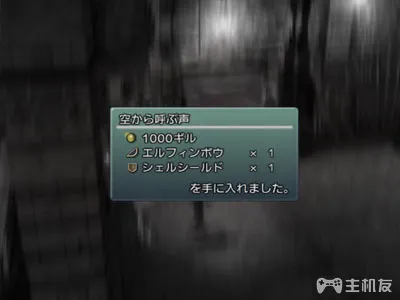 空から呼ぶ声
1000ギル
エルフィンボウ × 1
シェルシールド × 1
を手に入れました。
主机友